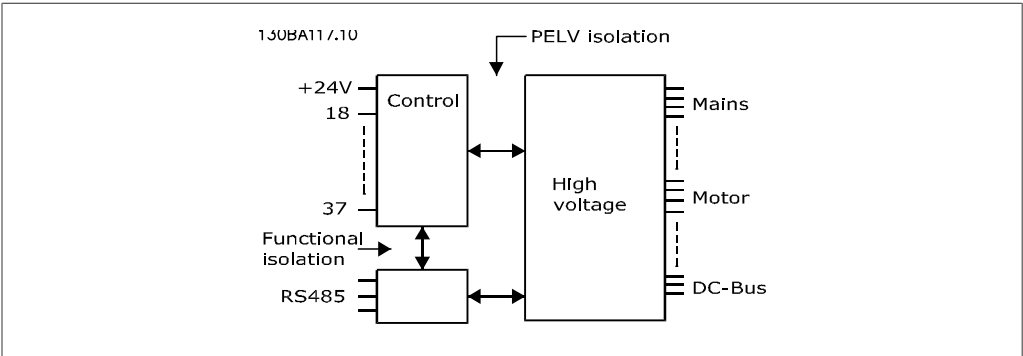 130BA117.10
PELV isolation
+24V
Control
18
Mains
High
voltage
Motor
37
Functional
isolation
RS485
DC-Bus